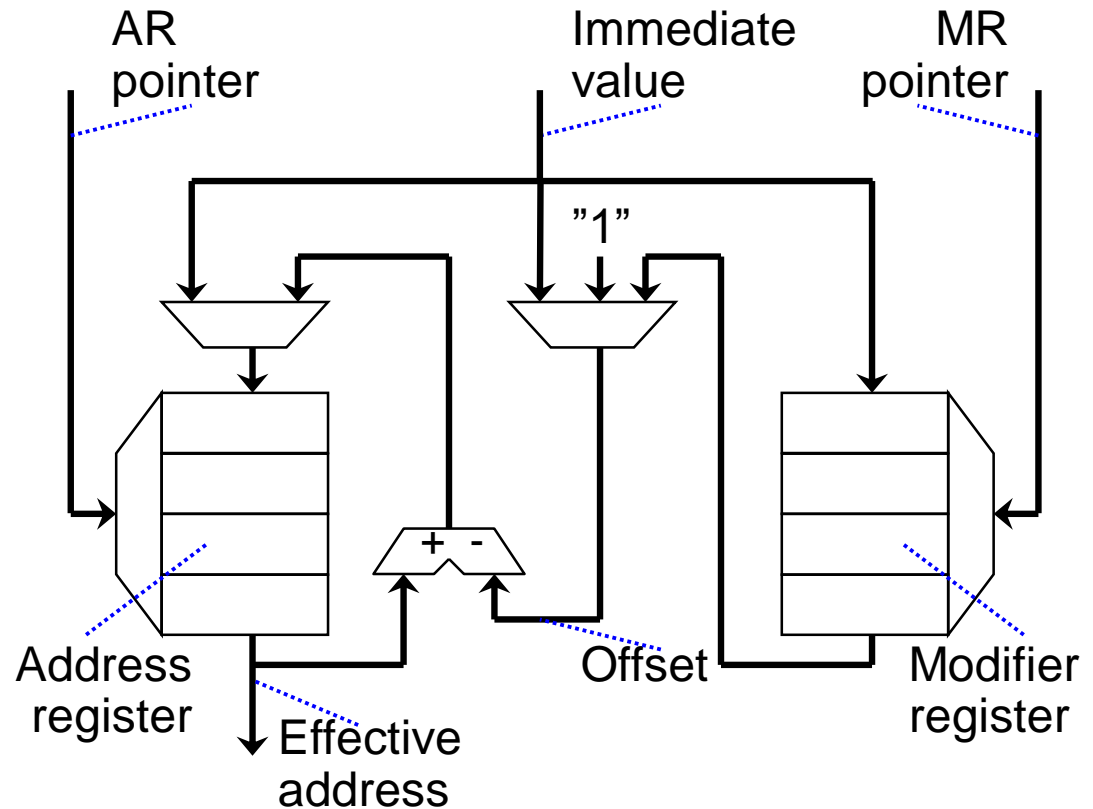 AR
pointer
Immediate
value
MR
pointer
”1”
+ -
Address
register
Offset
Modifier
register
Effective
address